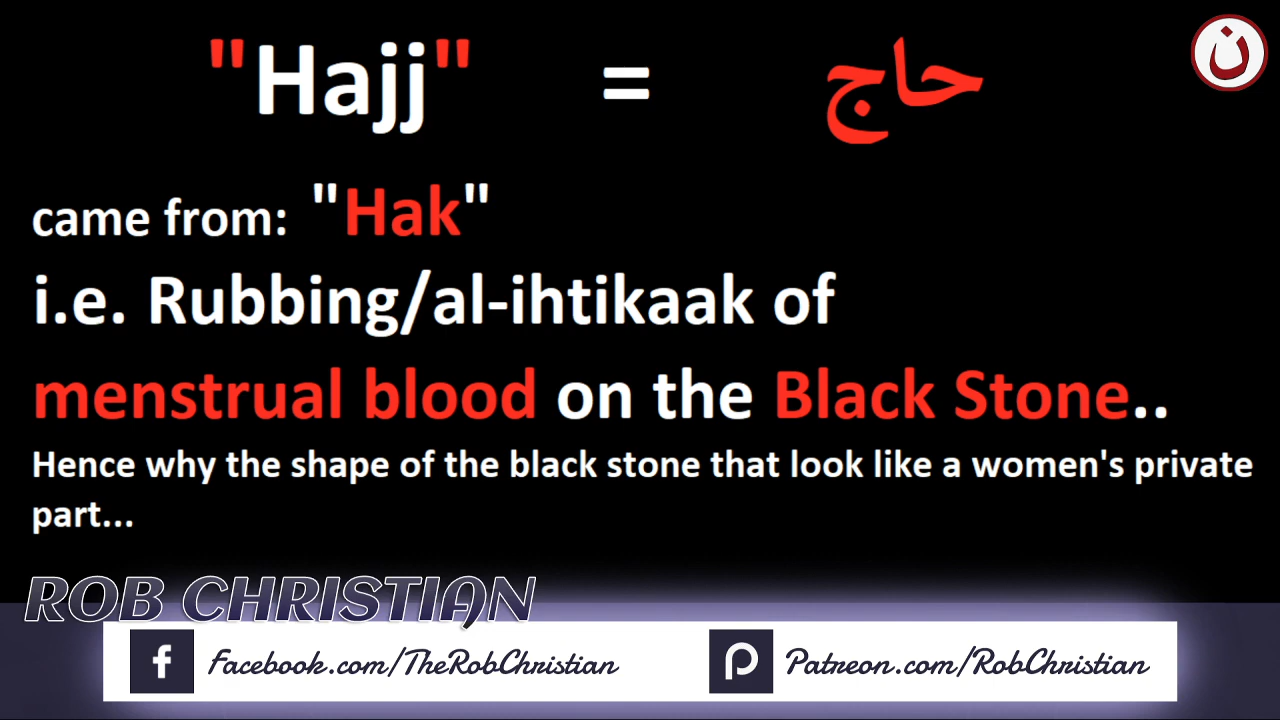 "Hajj" = حاج
ن
came from: "Hak"
i.e. Rubbing/al-ihtikaak of
menstrual blood on the Black Stone..
Hence why the shape of the black stone that look like a women's private
part...
ROB CHRISTIAN
Facebook.com/TheRobChristian Patreon.com/RobChristian